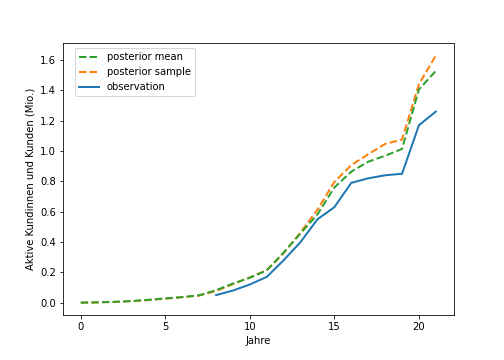 posterior mean
posterior sample
observation
Aktive Kundinnen und Kunden (Mio.)
1.6
1.4
1.2
1.0
0.8
0.6
0.4
0.2
0.0
0 5 10 15 20
Jahre